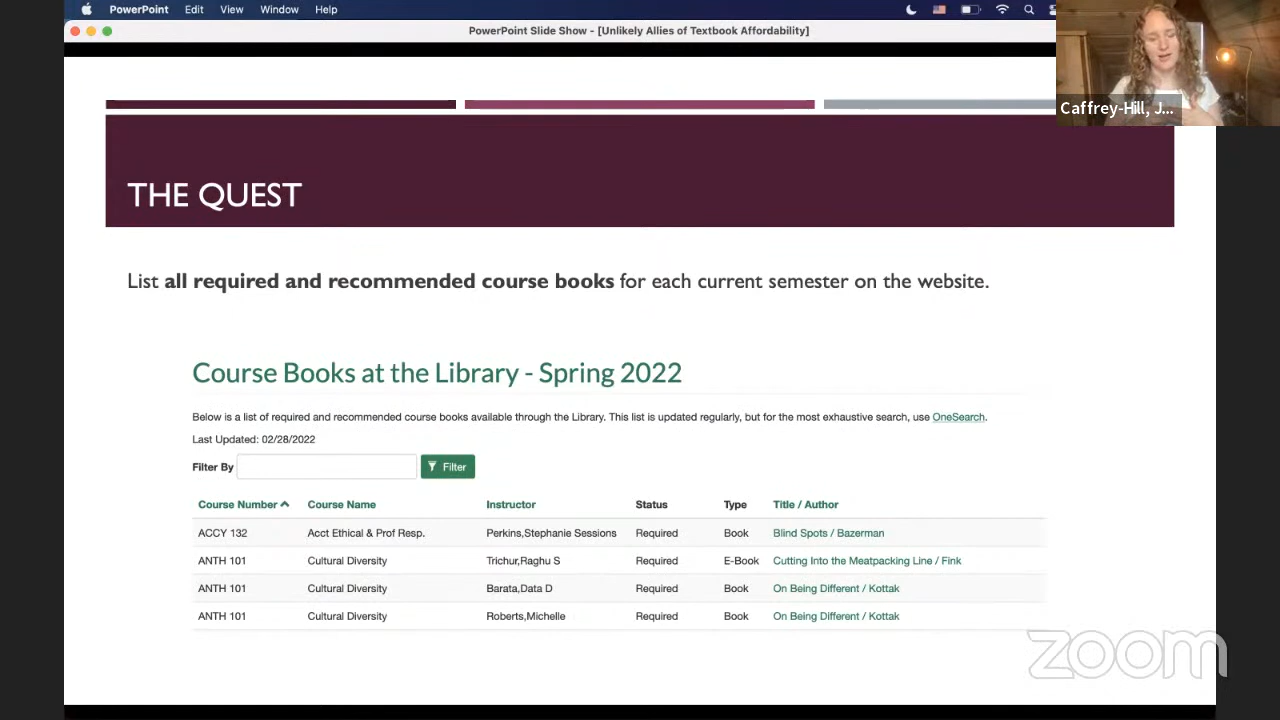 PowerPoint Edit View Window Help
PowerPoint Slide Show - [Unlikely Allies of Textbook Affordability]
Caffrey-Hill, J...
THE QUEST
List all required and recommended course books for each current semester on the website.
Course Books at the Library - Spring 2022
Below is a list of required and recommended course books available through the Library. This list is updated regularly, but for the most exhaustive search, use OneSearch.
Last Updated: 02/28/2022
Filter By Filter
Course Number Course Name Instructor Status Type Title / Author
ACCY 132 Acct Ethical & Prof Resp. Perkins,Stephanie Sessions Required Book Blind Spots / Bazerman
ANTH 101 Cultural Diversity Trichur,Raghu S Required E-Book Cutting Into the Meatpacking Line / Fink
ANTH 101 Cultural Diversity Barata,Data D Required Book On Being Different / Kottak
ANTH 101 Cultural Diversity Roberts,Michelle Required Book On Being Different / Kottak
zoom